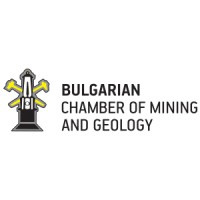 BULGARIAN
CHAMBER OF MINING
AND GEOLOGY